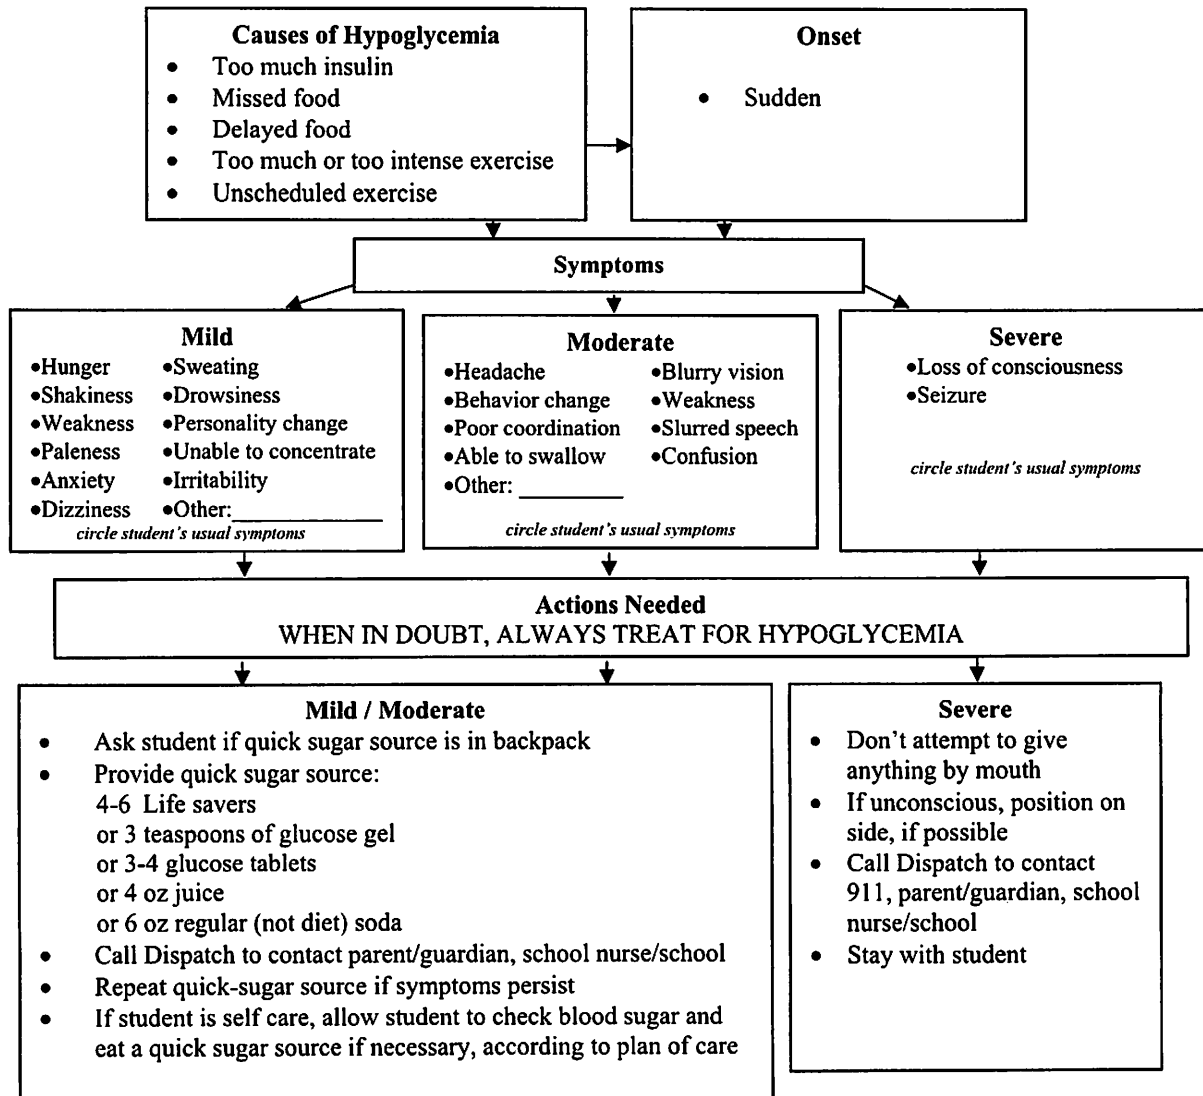 Causes of Hypoglycemia
• Too much insulin
• Missed food
• Delayed food
• Too much or too intense exercise
• Unscheduled exercise
Onset
• Sudden
Symptoms
Mild
•Hunger •Sweating
•Shakiness •Drowsiness
•Weakness •Personality change
•Paleness •Unable to concentrate
•Anxiety •Irritability
•Dizziness •Other:______________
circle student's usual symptoms
Moderate
•Headache •Blurry vision
•Behavior change •Weakness
•Poor coordination •Slurred speech
•Able to swallow •Confusion
•Other: __________
circle student's usual symptoms
Severe
•Loss of consciousness
•Seizure
circle student's usual symptoms
Actions Needed
WHEN IN DOUBT, ALWAYS TREAT FOR HYPOGLYCEMIA
Mild / Moderate
• Ask student if quick sugar source is in backpack
• Provide quick sugar source:
4-6 Life savers
or 3 teaspoons of glucose gel
or 3-4 glucose tablets
or 4 oz juice
or 6 oz regular (not diet) soda
• Call Dispatch to contact parent/guardian, school nurse/school
• Repeat quick-sugar source if symptoms persist
• If student is self care, allow student to check blood sugar and
eat a quick sugar source if necessary, according to plan of care
Severe
• Don't attempt to give
anything by mouth
• If unconscious, position on
side, if possible
• Call Dispatch to contact
911, parent/guardian, school
nurse/school
• Stay with student